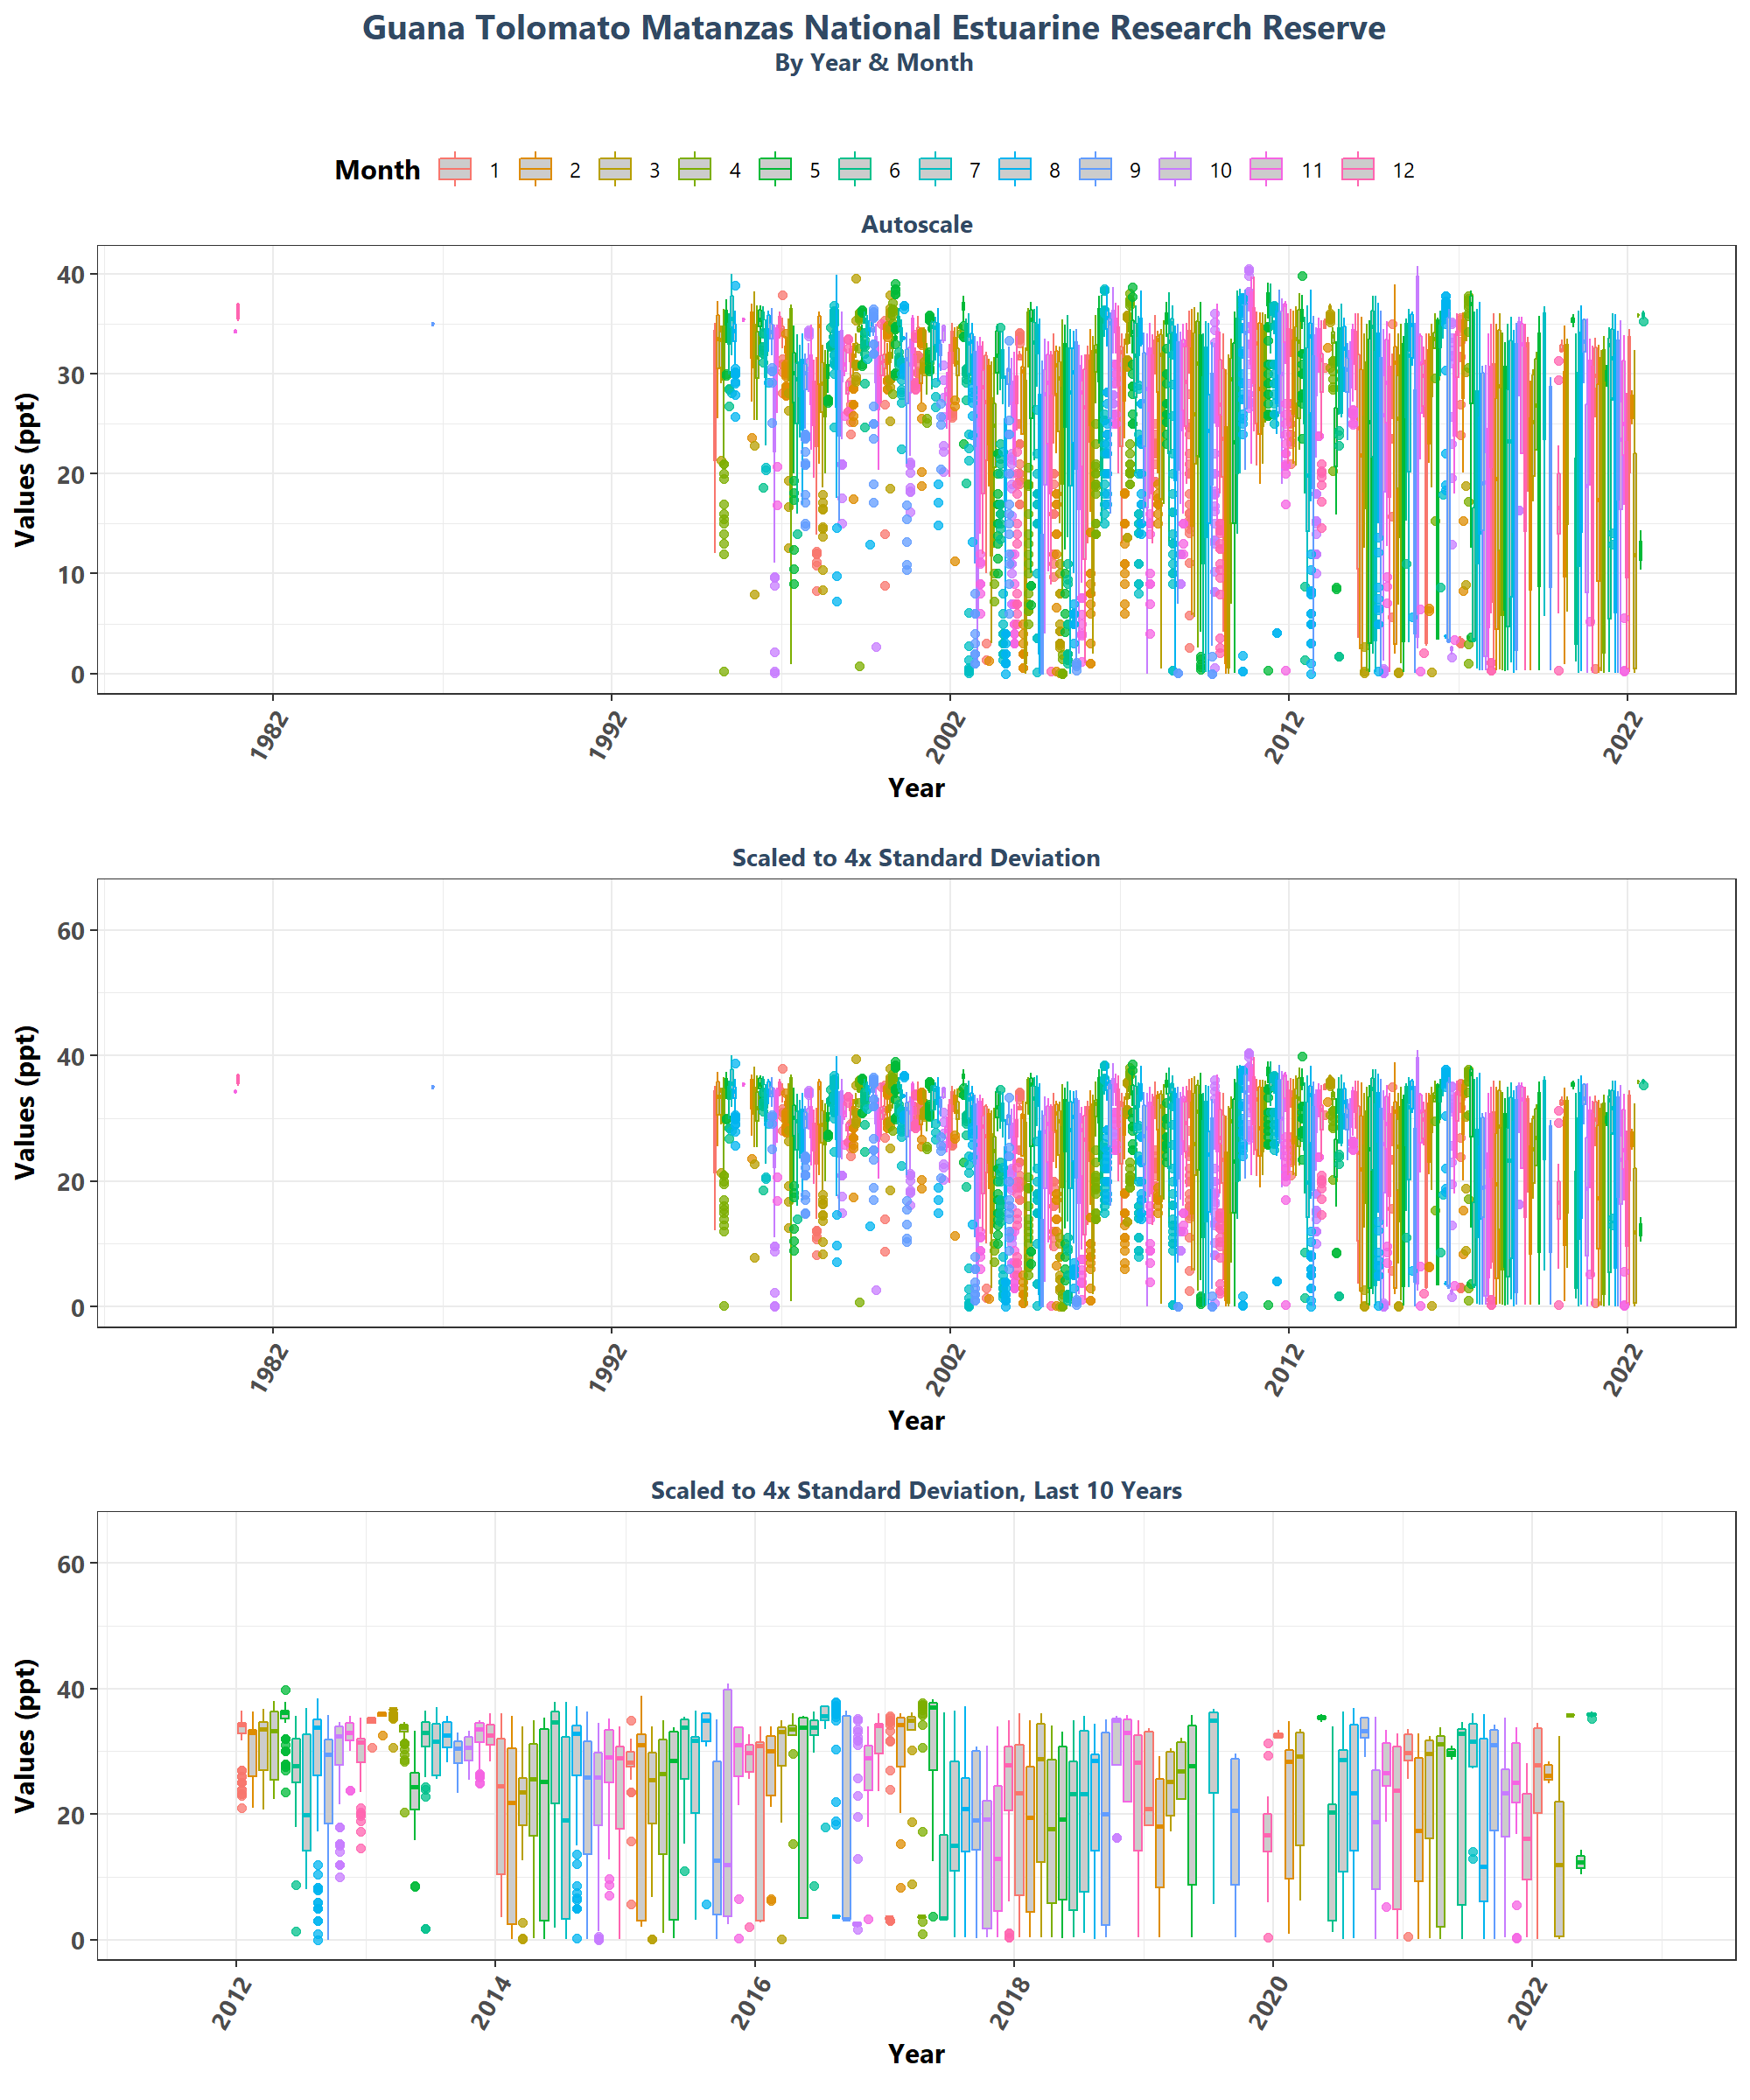 Guana Tolomato Matanzas National Estuarine Research Reserve
By Year & Month
Month 1 2 3 4 5 6 7 8 9 10 11 12
Autoscale
Values (ppt)
40
30
20
10
0
1982 1992 2002 2012 2022
Year
Scaled to 4x Standard Deviation
Values (ppt)
60
40
20
0
1982 1992 2002 2012 2022
Year
Scaled to 4x Standard Deviation, Last 10 Years
Values (ppt)
60
40
20
0
2012 2014 2016 2018 2020 2022
Year